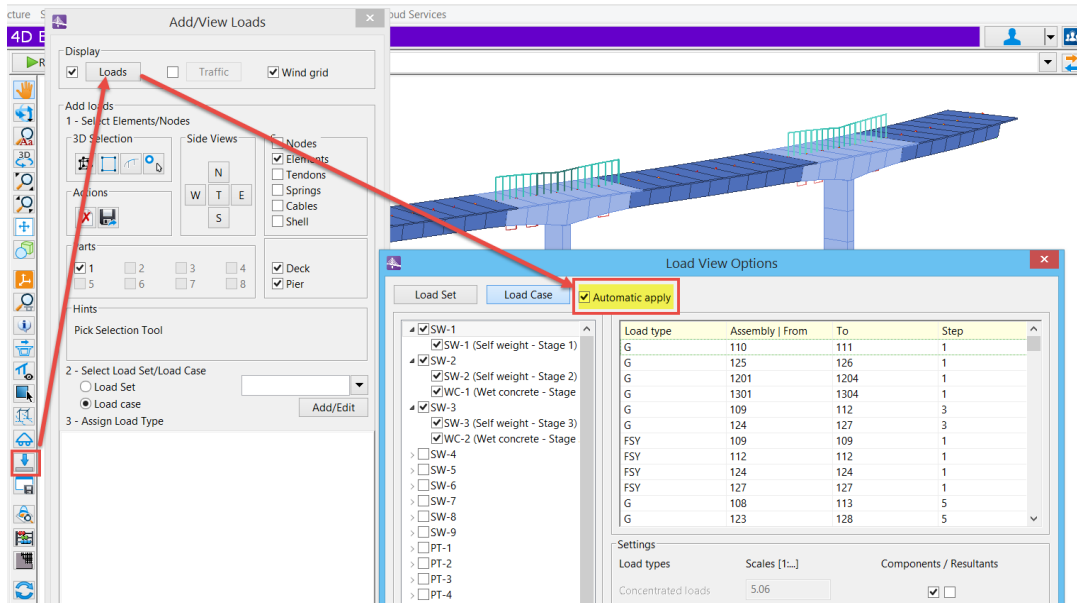 cture S
oud Services
Add/View Loads
4D E
Display
Loads
Traffic
Wind grid
Add loads
1 - Select Elements/Nodes
3D Selection
Side Views
Nodes
Elements
Tendons
Springs
Cables
Shell
N
W T E
S
Actions
Parts
1 2 3 4
5 6 7 8
Deck
Pier
Hints
Pick Selection Tool
2 - Select Load Set/Load Case
Load Set
Load case
Add/Edit
3 - Assign Load Type
Load View Options
Load Set
Load Case
Automatic apply
SW-1
SW-1 (Self weight - Stage 1)
SW-2
SW-2 (Self weight - Stage 2)
WC-1 (Wet concrete - Stage
SW-3
SW-3 (Self weight - Stage 3)
WC-2 (Wet concrete - Stage
SW-4
SW-5
SW-6
SW-7
SW-8
SW-9
PT-1
PT-2
PT-3
PT-4
Load type Assembly | From To Step
G 110 111 1
G 125 126 1
G 1201 1204 1
G 1301 1304 1
G 109 112 3
G 124 127 3
FSY 109 109 1
FSY 112 112 1
FSY 124 124 1
FSY 127 127 1
G 108 113 5
G 123 128 5
Settings
Load types Scales [1:...] Components / Resultants
Concentrated loads 5.06